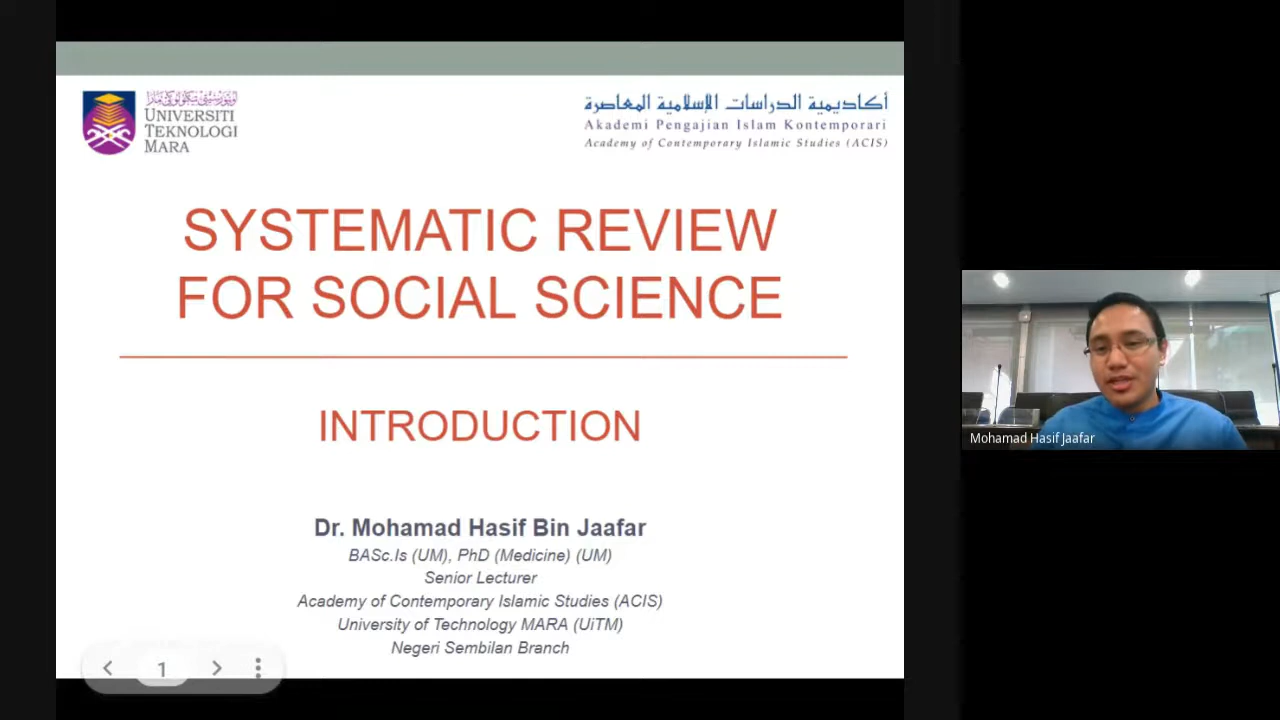 UNIVERSITI
TEKNOLOGI
MARA
أكاديمية الدراسات الإسلامية المعاصرة
Akademi Pengajian Islam Kontemporari
Academy of Contemporary Islamic Studies (ACIS)
SYSTEMATIC REVIEW
FOR SOCIAL SCIENCE
INTRODUCTION
Dr. Mohamad Hasif Bin Jaafar
BASc.Is (UM), PhD (Medicine) (UM)
Senior Lecturer
Academy of Contemporary Islamic Studies (ACIS)
University of Technology MARA (UiTM)
Negeri Sembilan Branch
1
Mohamad Hasif Jaafar